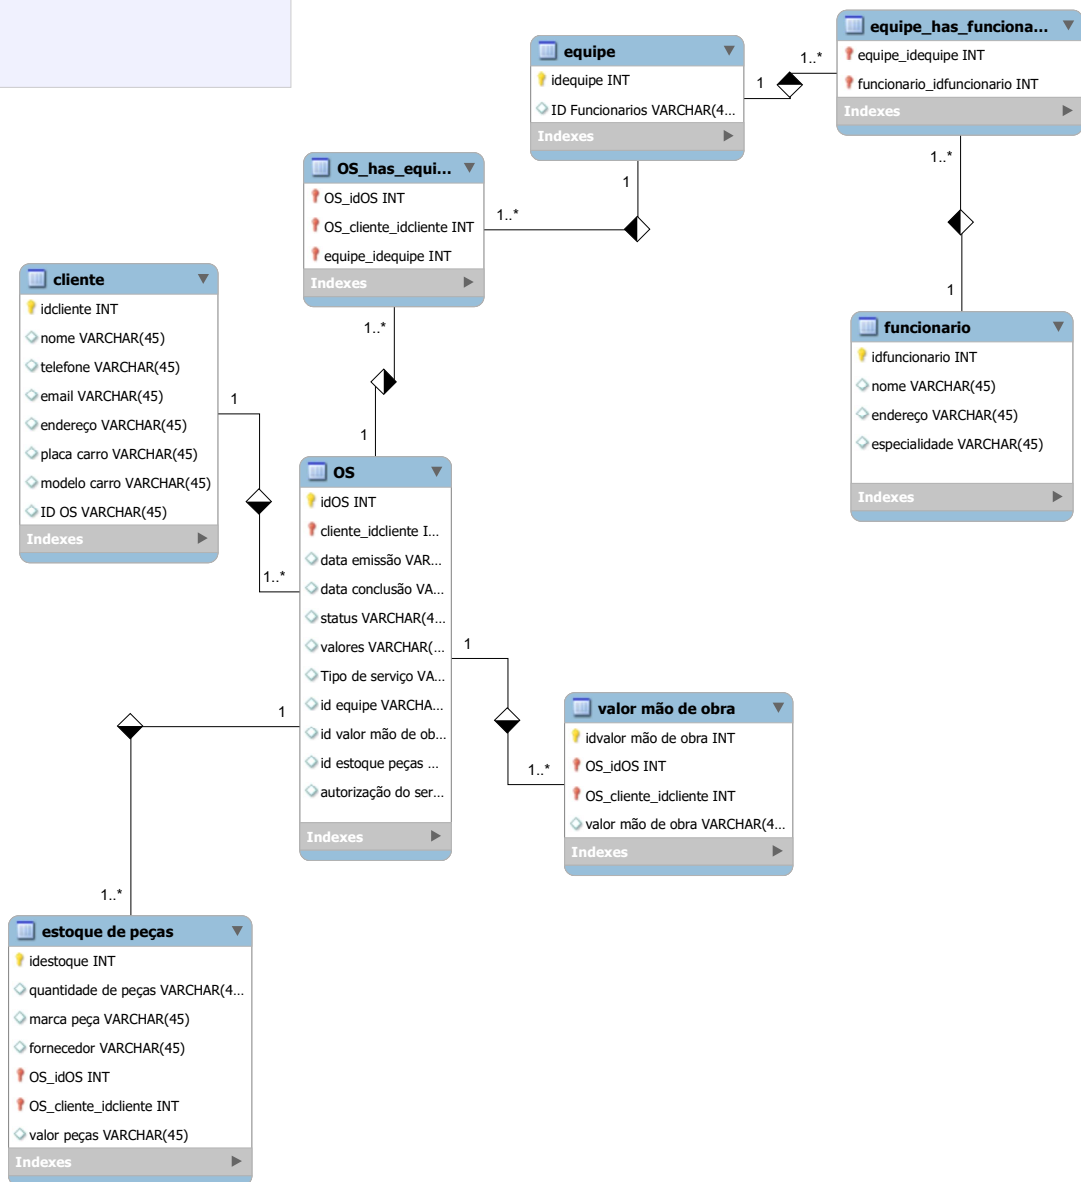 equipe_has_funciona...
equipe_idequipe INT
funcionario_idfuncionario INT
Indexes
equipe
idequipe INT
ID Funcionarios VARCHAR(4...
Indexes
1
1..*
1..*
1
OS_has_equi...
OS_idOS INT
OS_cliente_idcliente INT
equipe_idequipe INT
Indexes
1..*
1
1..*
1
cliente
idcliente INT
nome VARCHAR(45)
telefone VARCHAR(45)
email VARCHAR(45)
endereço VARCHAR(45)
placa carro VARCHAR(45)
modelo carro VARCHAR(45)
ID OS VARCHAR(45)
Indexes
1
1..*
funcionario
idfuncionario INT
nome VARCHAR(45)
endereço VARCHAR(45)
especialidade VARCHAR(45)
Indexes
OS
idOS INT
cliente_idcliente I...
data emissão VAR...
data conclusão VA...
status VARCHAR(4...
valores VARCHAR(...
Tipo de serviço VA...
id equipe VARCHA...
id valor mão de ob...
id estoque peças ...
autorização do ser...
Indexes
1
1..*
1
1..*
valor mão de obra
idvalor mão de obra INT
OS_idOS INT
OS_cliente_idcliente INT
valor mão de obra VARCHAR(4...
Indexes
estoque de peças
idestoque INT
quantidade de peças VARCHAR(4...
marca peça VARCHAR(45)
fornecedor VARCHAR(45)
OS_idOS INT
OS_cliente_idcliente INT
valor peças VARCHAR(45)
Indexes